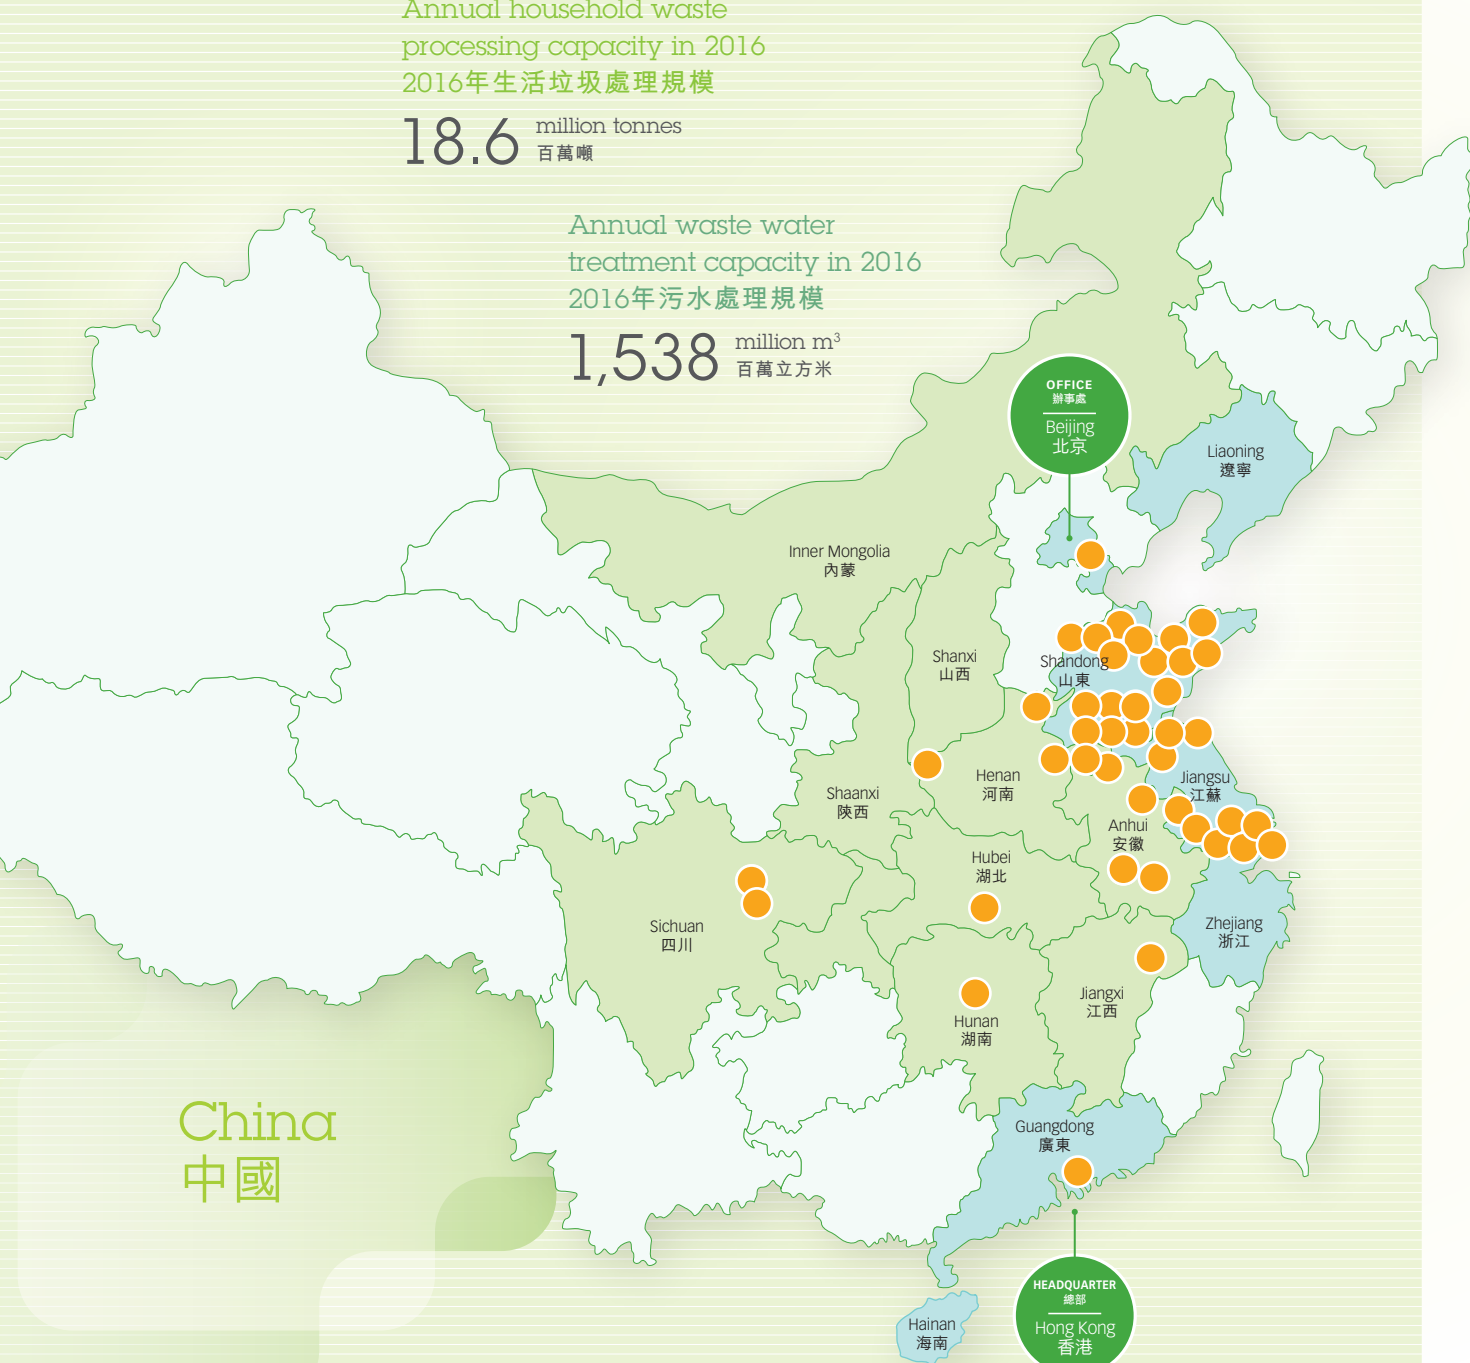 Annual household waste
processing capacity in 2016
2016年生活垃圾處理規模
18.6 million tonnes
百萬噸
Annual waste water
treatment capacity in 2016
2016年污水處理規模
1,538 million m³
百萬立方米
OFFICE
辦事處
Beijing
北京
Liaoning
遼寧
Inner Mongolia
內蒙
Shanxi
山西
Shandong
山東
Shaanxi
陝西
Henan
河南
Jiangsu
江蘇
Anhui
安徽
Hubei
湖北
Sichuan
四川
Zhejiang
浙江
Hunan
湖南
Jiangxi
江西
China
中國
Guangdong
廣東
HEADQUARTER
總部
Hong Kong
香港
Hainan
海南